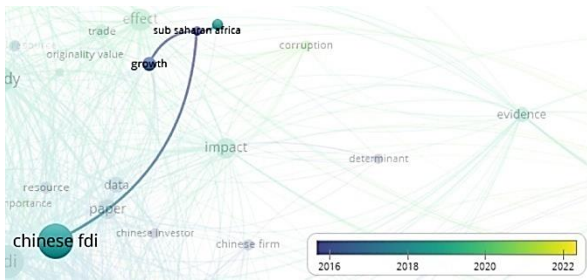 effect
trade
sub saharan africa
originality value
corruption
growth
dy
evidence
impact
determinant
resource
data
importance
paper
chinese investor
chinese fdi
chinese firm
di
2016 2018 2020 2022